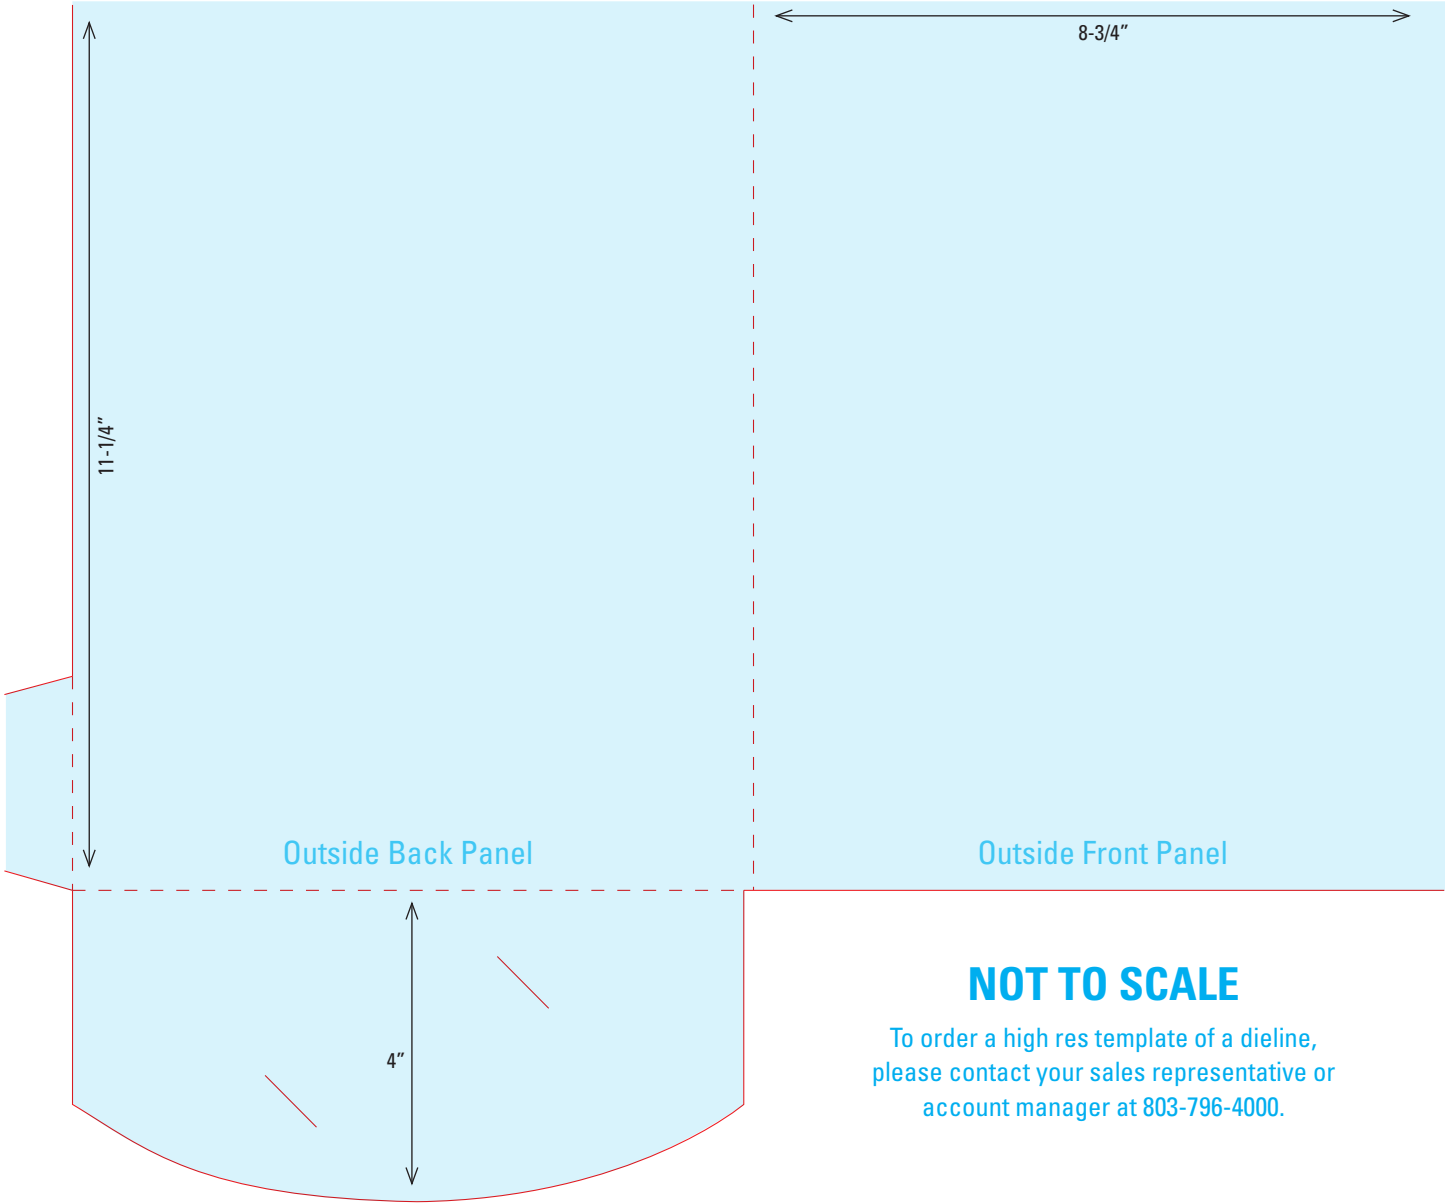 8-3/4”
11-1/4”
Outside Back Panel
Outside Front Panel
4”
NOT TO SCALE
To order a high res template of a dieline,
please contact your sales representative or
account manager at 803-796-4000.